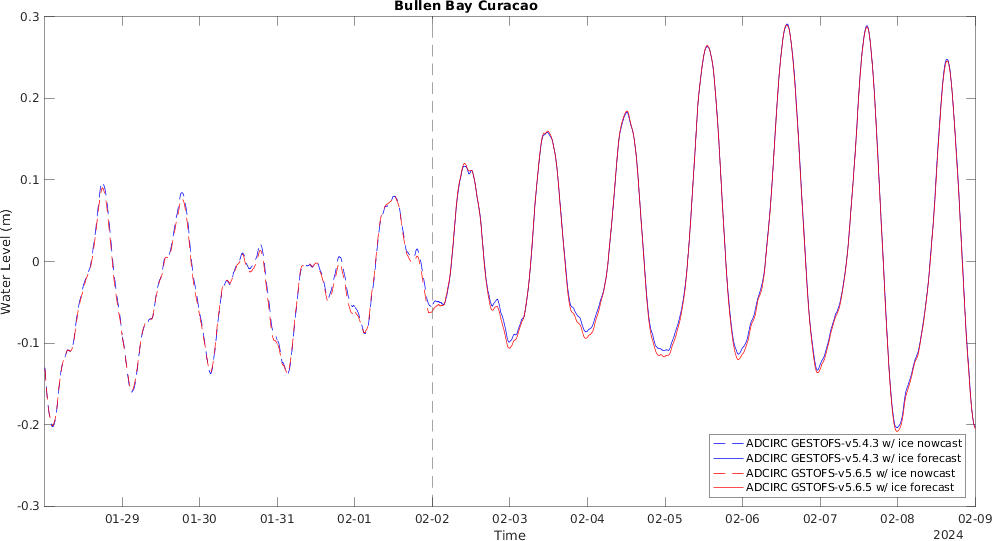 Bullen Bay Curacao
0.3
0.2
0.1
0
-0.1
-0.2
-0.3
Water Level (m)
ADCIRC GESTOFS-v5.4.3 w/ ice nowcast
ADCIRC GESTOFS-v5.4.3 w/ ice forecast
ADCIRC GSTOFS-v5.6.5 w/ ice nowcast
ADCIRC GSTOFS-v5.6.5 w/ ice forecast
01-29 01-30 01-31 02-01 02-02 02-03 02-04 02-05 02-06 02-07 02-08 02-09
Time
2024